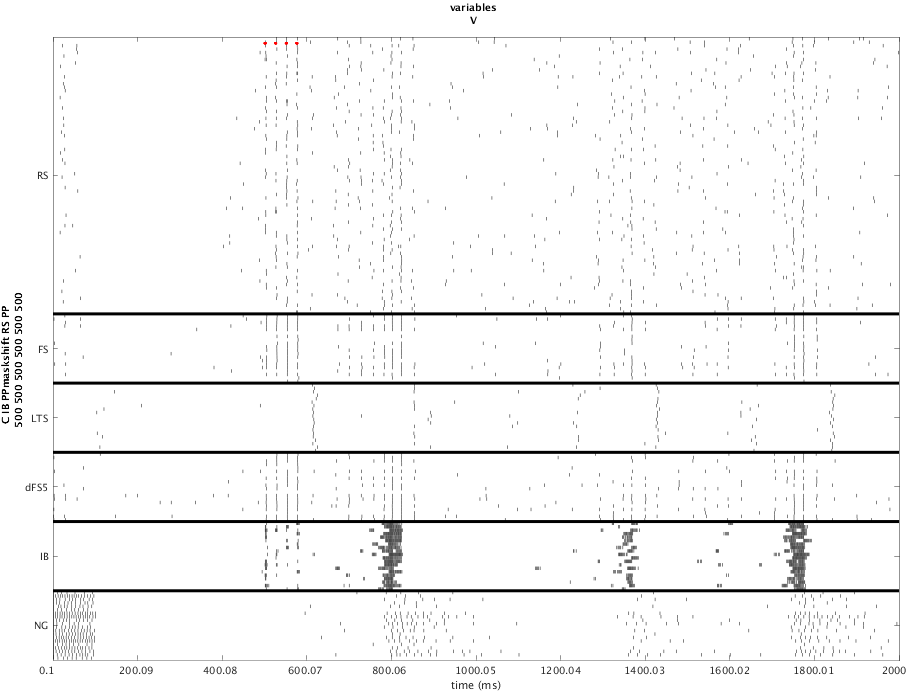 variables
V
C IB PPmaskshift RS PP
500 500 500 500 500 500
RS
FS
LTS
dFS5
IB
NG
0.1 200.09 400.08 600.07 800.06 1000.05 1200.04 1400.03 1600.02 1800.01 2000
time (ms)